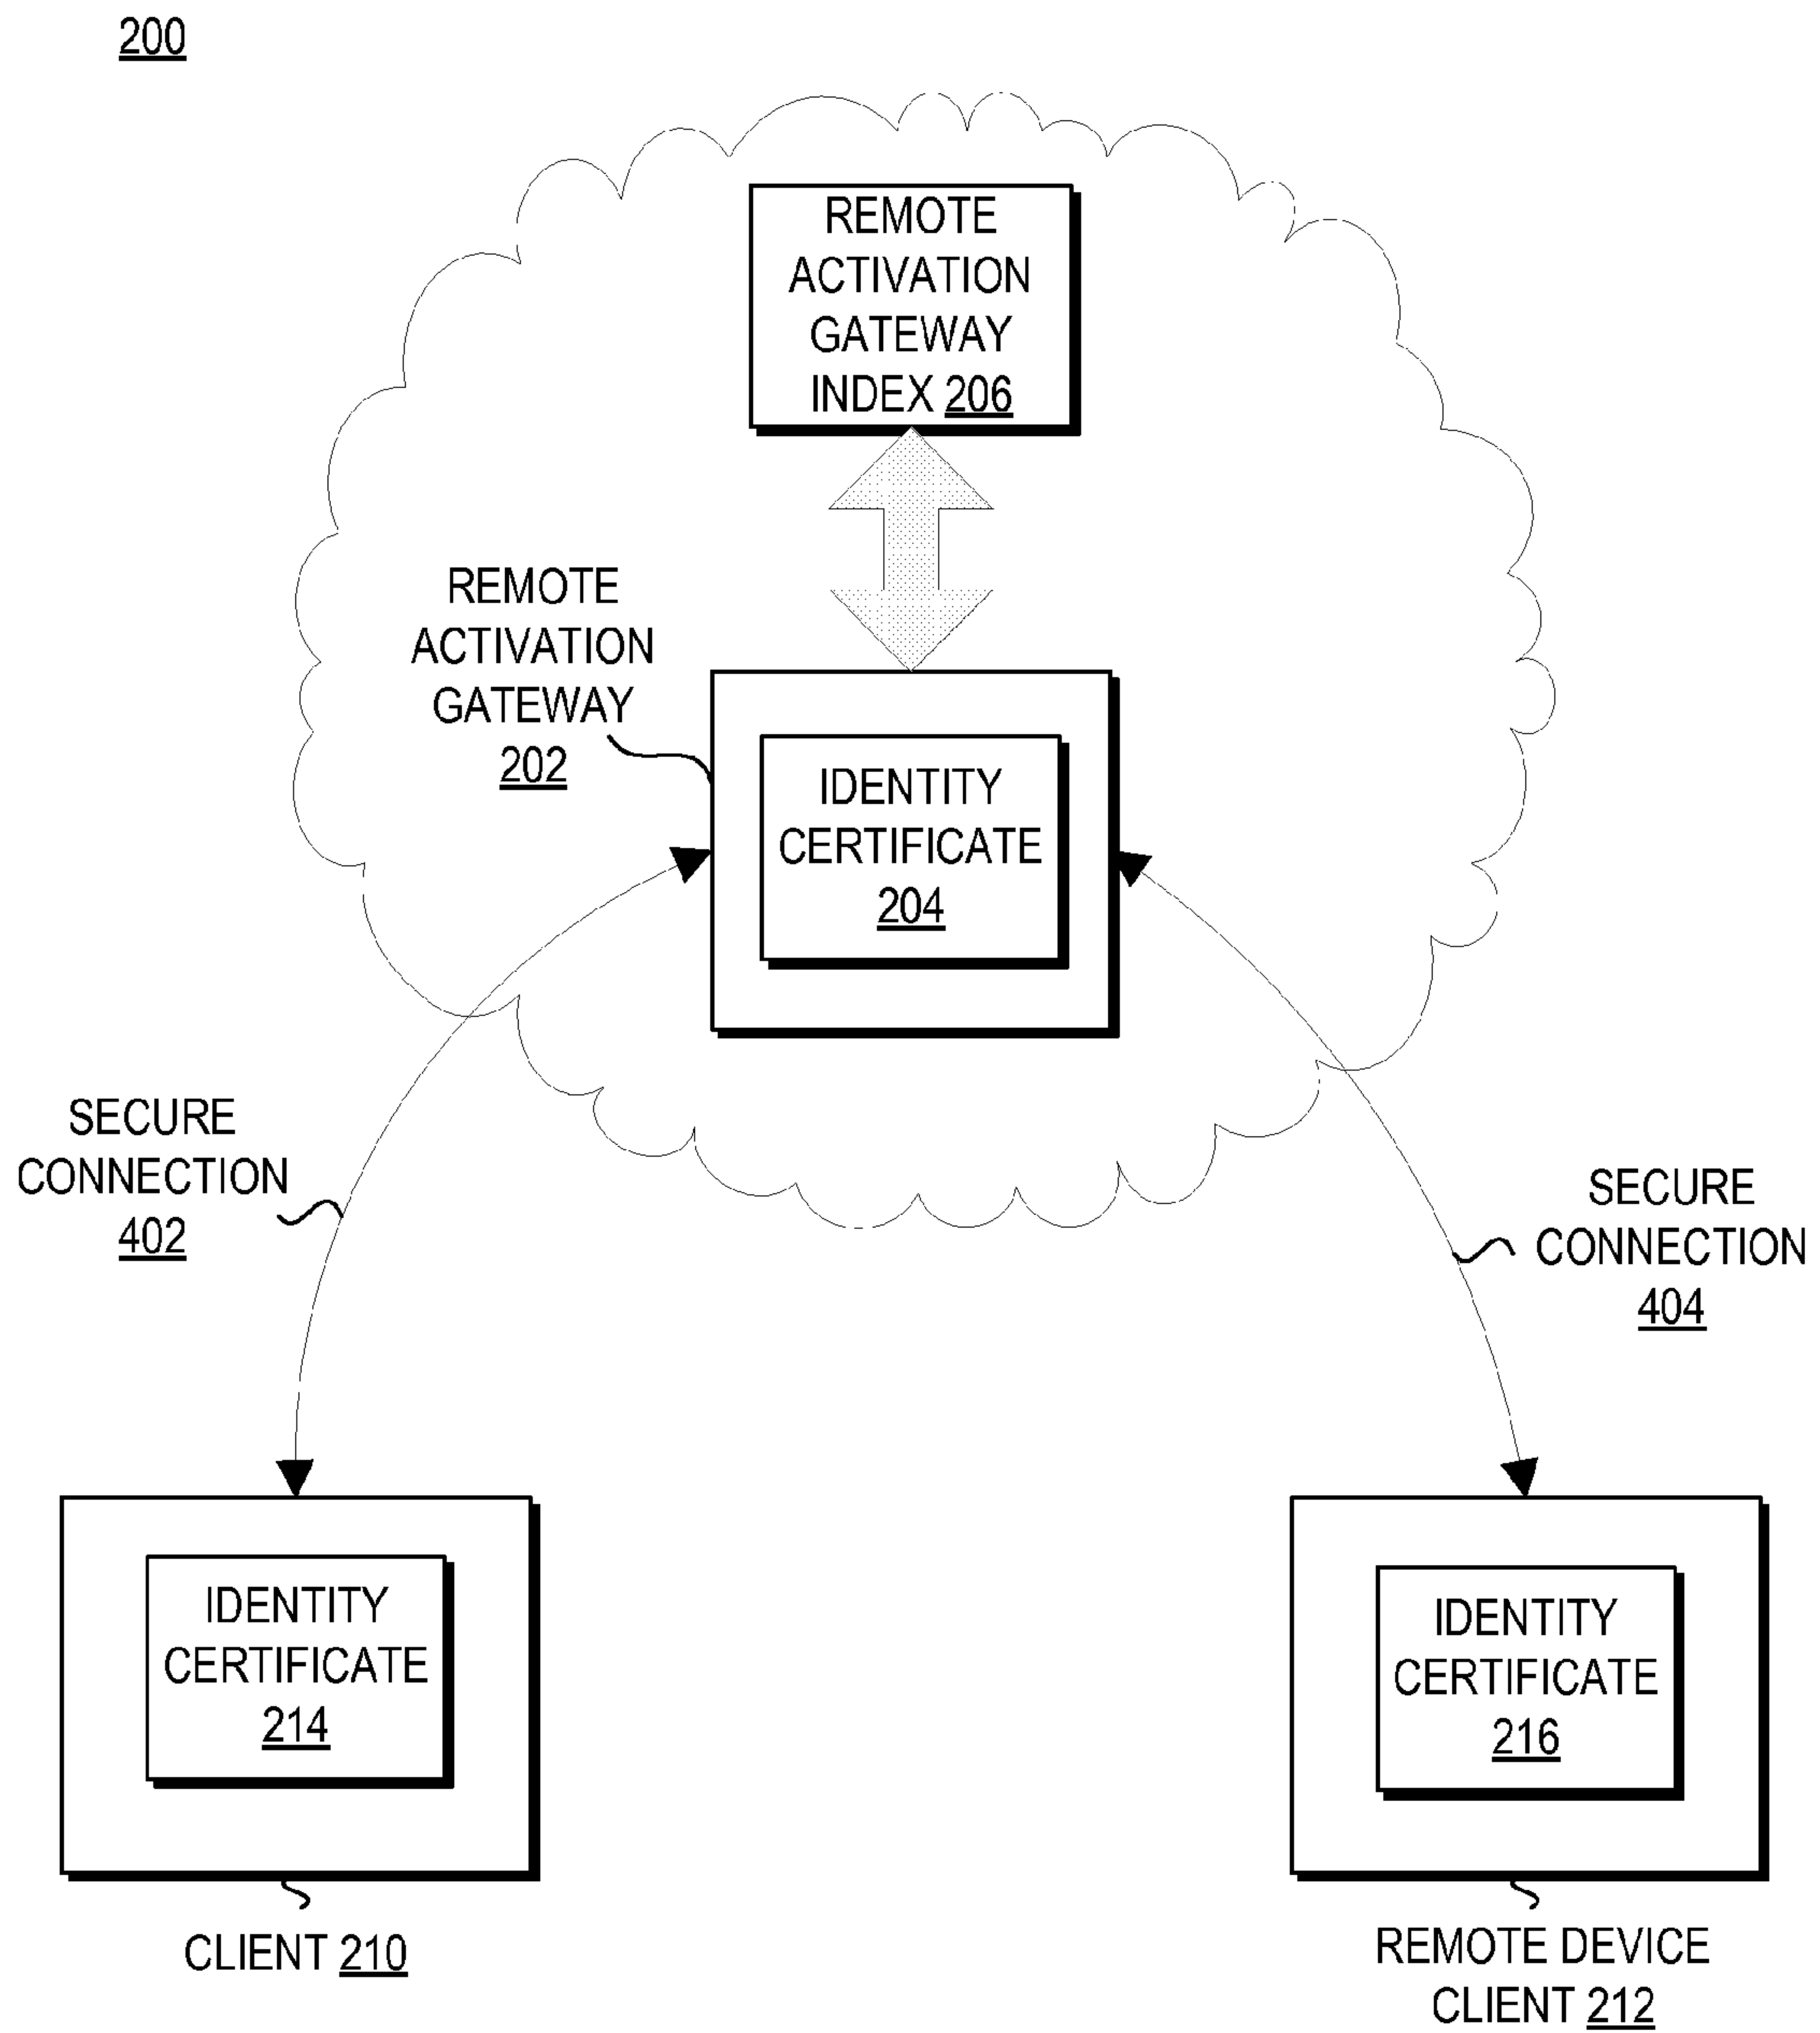 200
REMOTE
ACTIVATION
GATEWAY
INDEX 206
REMOTE
ACTIVATION
GATEWAY
202
IDENTITY
CERTIFICATE
204
SECURE
CONNECTION
402
SECURE
CONNECTION
404
IDENTITY
CERTIFICATE
214
IDENTITY
CERTIFICATE
216
CLIENT 210
REMOTE DEVICE
CLIENT 212